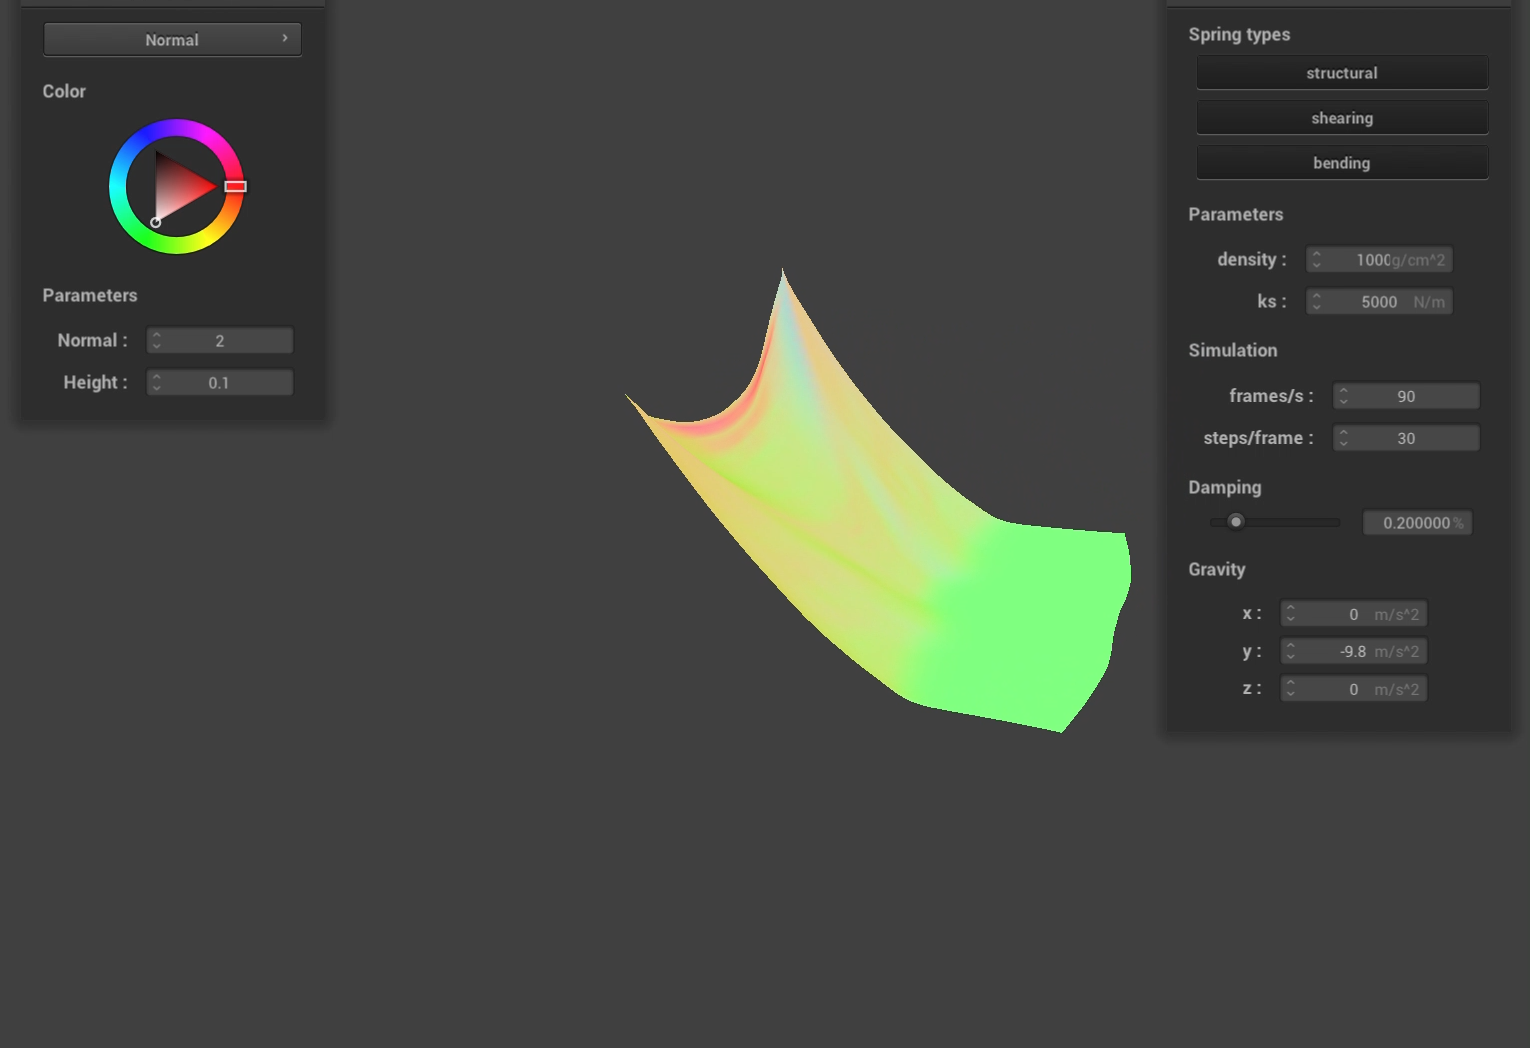 Normal
Color
Parameters
Normal : 2
Height : 0.1
Spring types
structural
shearing
bending
Parameters
density : 1000g/cm^2
ks : 5000 N/m
Simulation
frames/s : 90
steps/frame : 30
Damping
0.200000 %
Gravity
x : 0 m/s^2
y : -9.8 m/s^2
z : 0 m/s^2